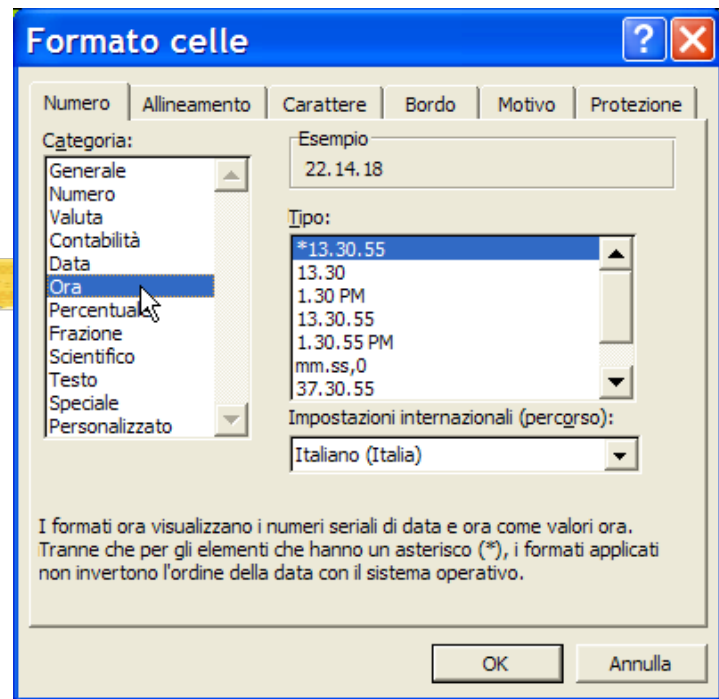 Formato celle
Numero Allineamento Carattere Bordo Motivo Protezione
Categoria:
Generale
Numero
Valuta
Contabilità
Data
Ora
Percentuale
Frazione
Scientifico
Testo
Speciale
Personalizzato
Esempio
22.14.18
Tipo:
*13.30.55
13.30
1.30 PM
13.30.55
1.30.55 PM
mm.ss,0
37.30.55
Impostazioni internazionali (percorso):
Italiano (Italia)
I formati ora visualizzano i numeri seriali di data e ora come valori ora.
Tranne che per gli elementi che hanno un asterisco (*), i formati applicati
non invertono l'ordine della data con il sistema operativo.
OK Annulla